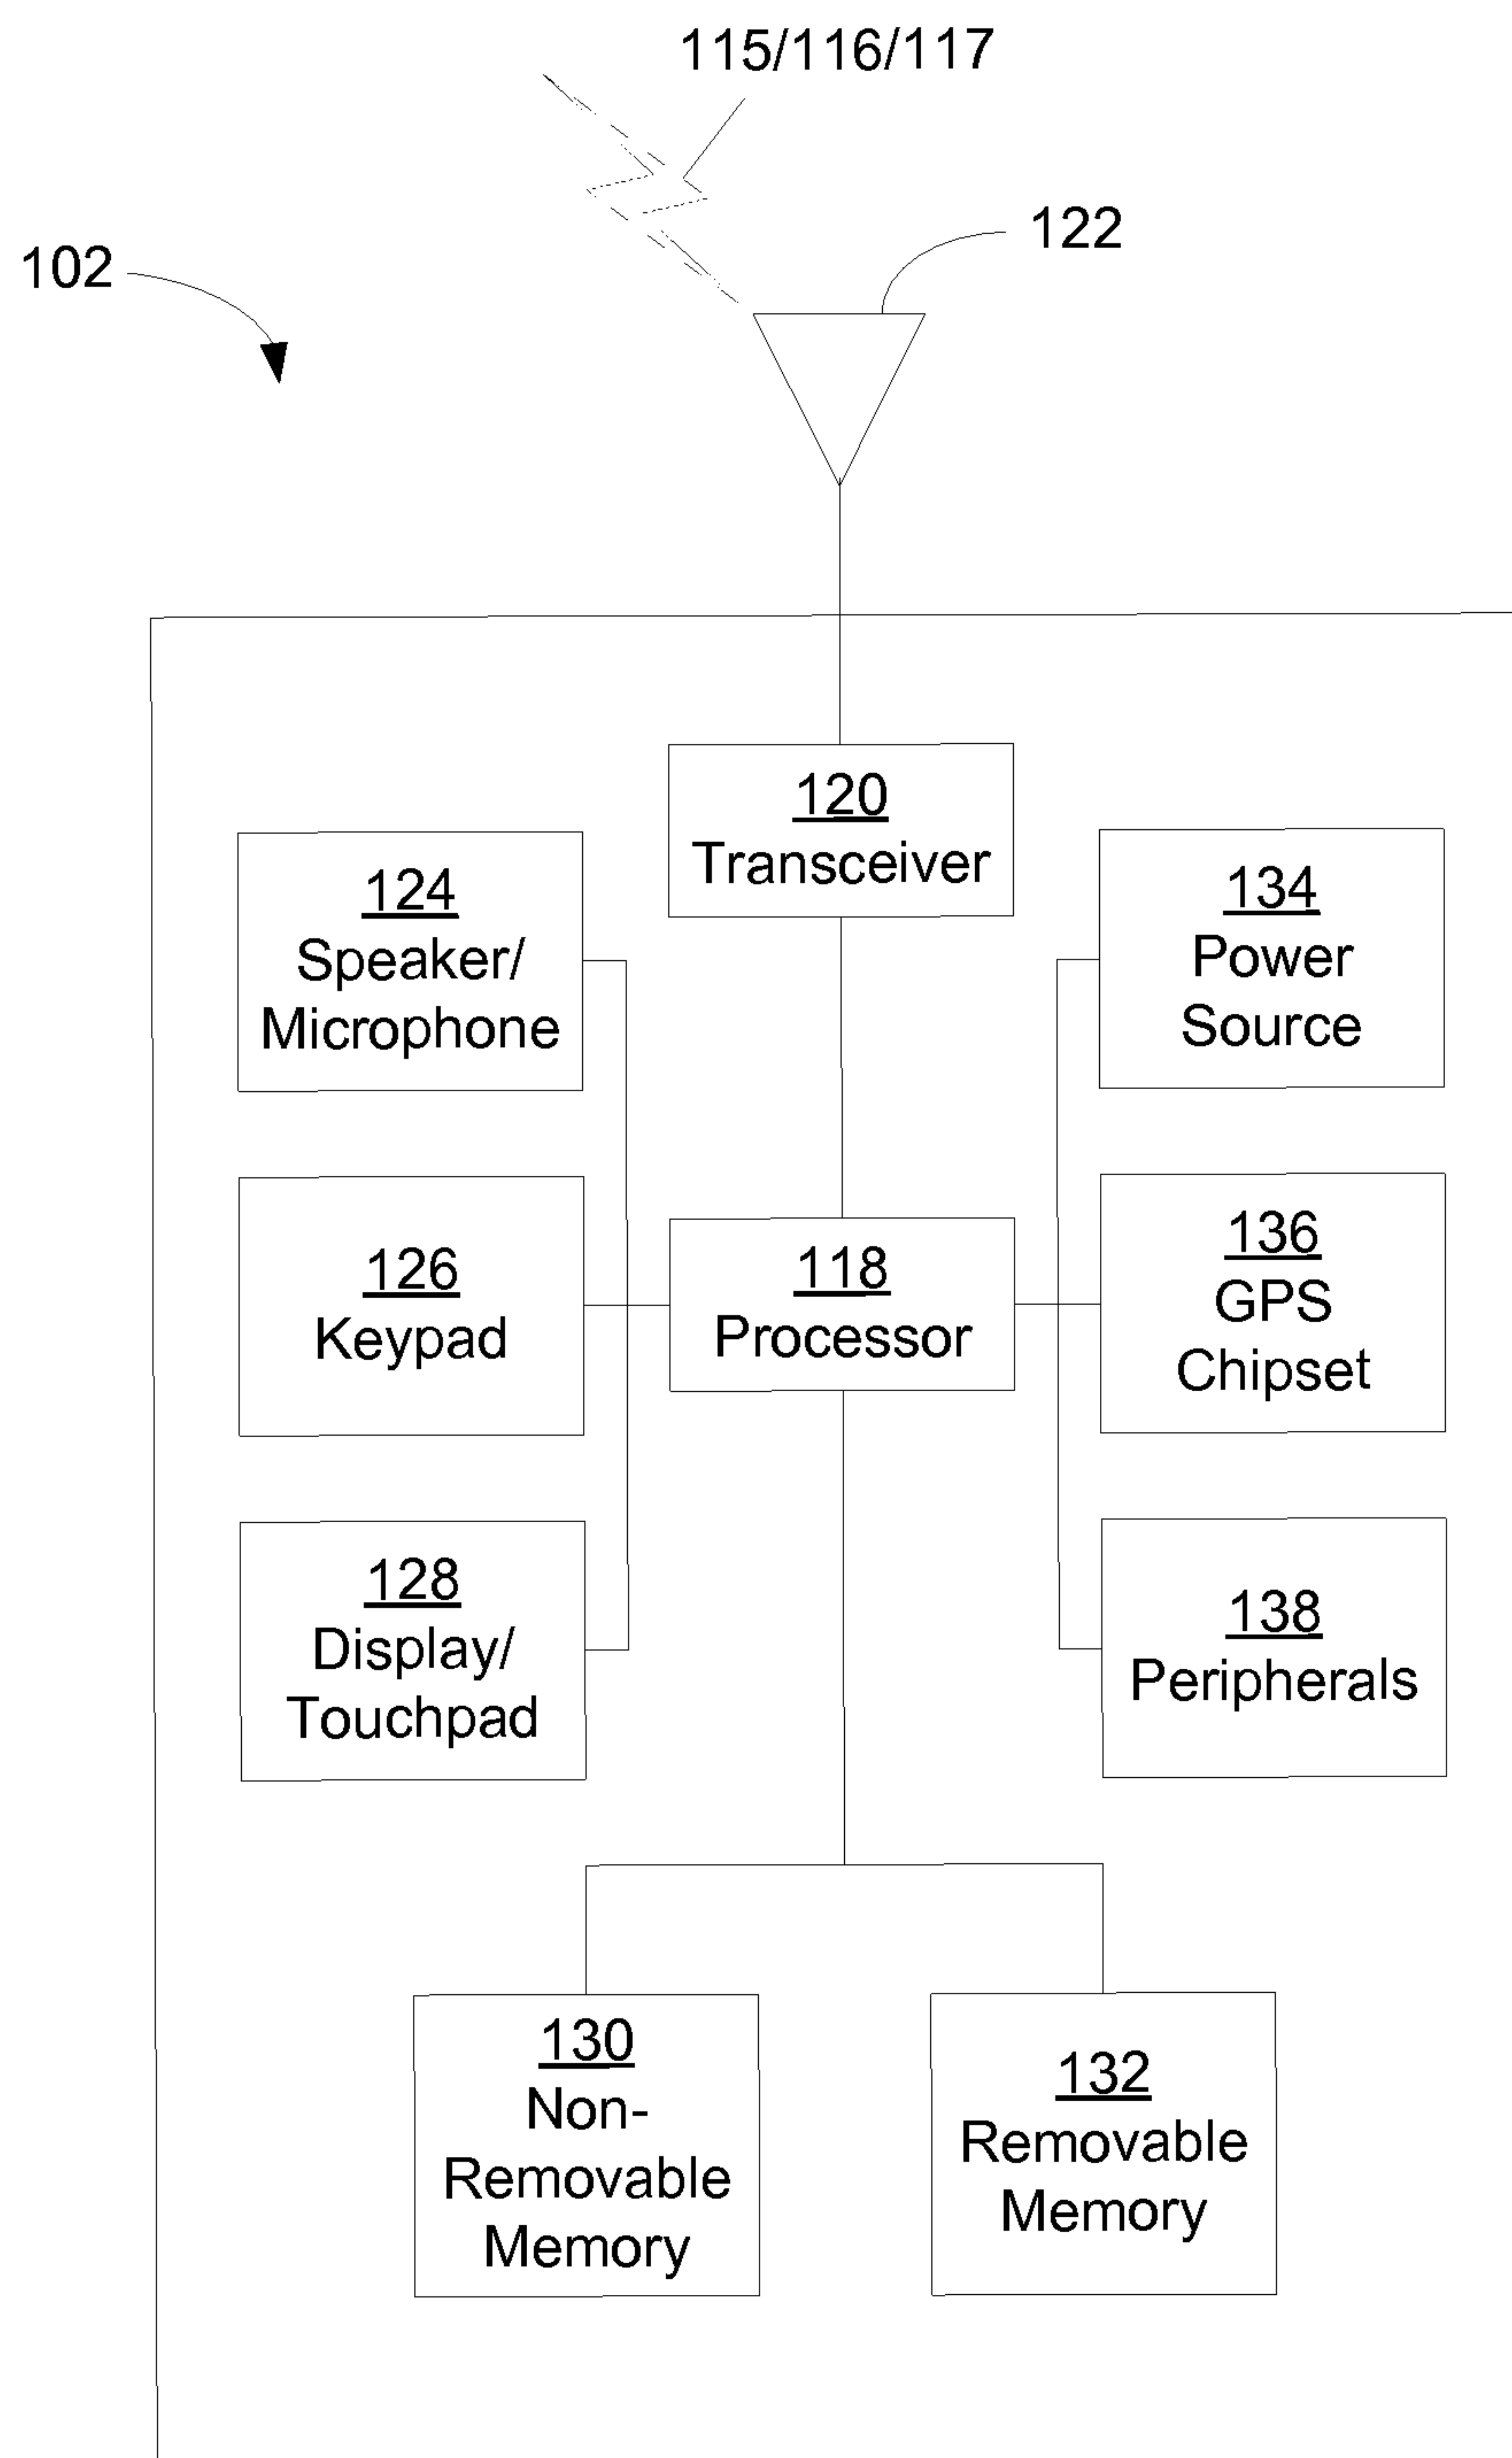 115/116/117
122
102
120
Transceiver
124
Speaker/
Microphone
134
Power
Source
126
Keypad
118
Processor
136
GPS
Chipset
128
Display/
Touchpad
138
Peripherals
130
Non-
Removable
Memory
132
Removable
Memory